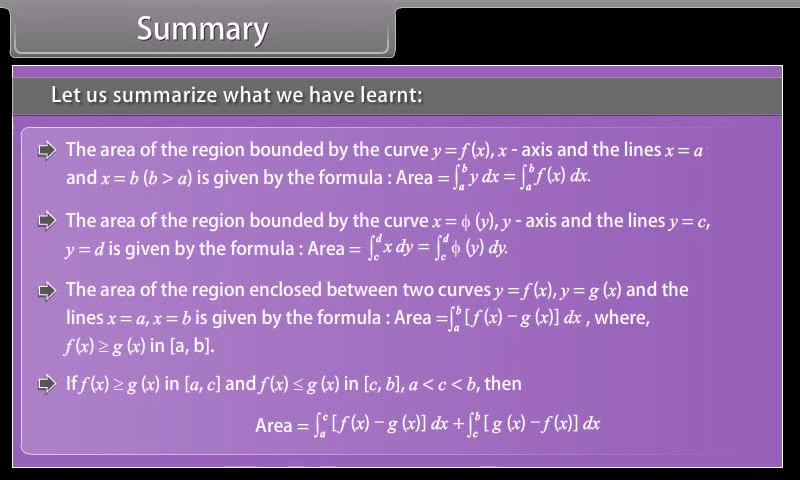 Summary
Let us summarize what we have learnt:
The area of the region bounded by the curve y = f(x), x - axis and the lines x = a
and x = b (b > a) is given by the formula : Area = ∫ₐᵇ y dx = ∫ₐᵇ f(x) dx.
The area of the region bounded by the curve x = ϕ (y), y - axis and the lines y = c,
y = d is given by the formula : Area = ∫_c^d x dy = ∫_c^d ϕ (y) dy.
The area of the region enclosed between two curves y = f(x), y = g (x) and the
lines x = a, x = b is given by the formula : Area = ∫ₐᵇ [f(x) − g(x)] dx , where,
f(x) ≥ g (x) in [a, b].
If f(x) ≥ g (x) in [a, c] and f(x) ≤ g (x) in [c, b], a < c < b, then
Area = ∫_a^c [f(x) − g (x)] dx + ∫_c^b [g (x) − f(x)] dx